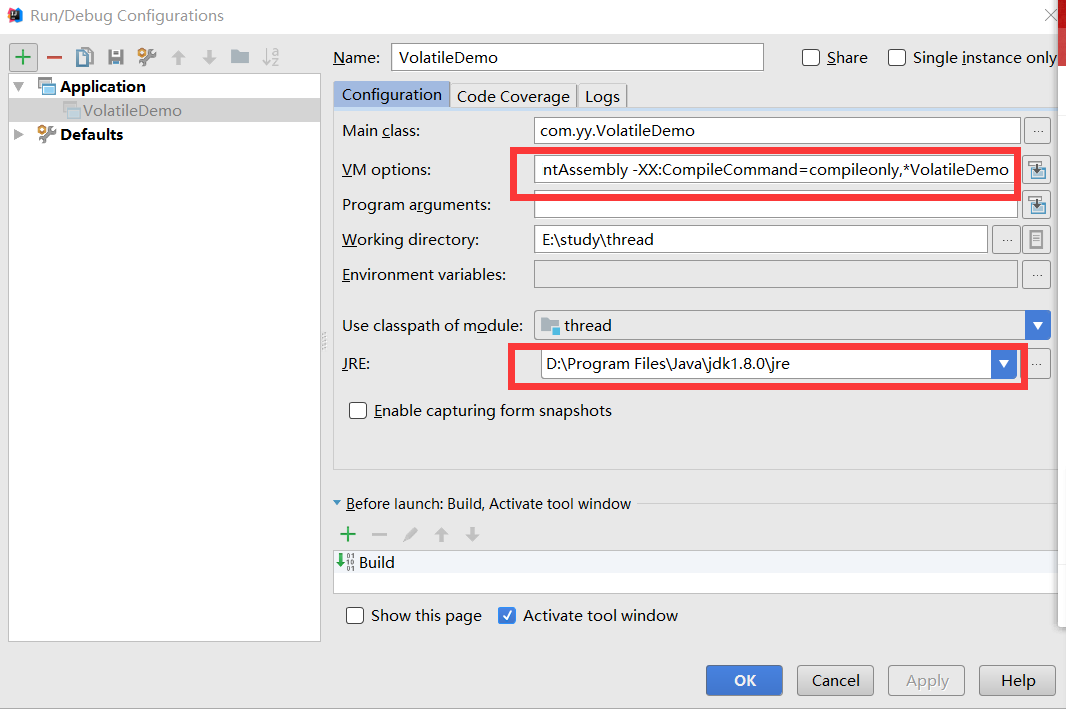 Run/Debug Configurations
Name: VolatileDemo Share Single instance only
Application
VolatileDemo
Defaults
Configuration Code Coverage Logs
Main class: com.yy.VolatileDemo ...
VM options: ntAssembly -XX:CompileCommand=compileonly,*VolatileDemo
Program arguments:
Working directory: E:\study\thread ...
Environment variables: ...
Use classpath of module: thread
JRE: D:\Program Files\Java\jdk1.8.0\jre ...
Enable capturing form snapshots
Before launch: Build, Activate tool window
Build
Show this page Activate tool window
OK Cancel Apply Help